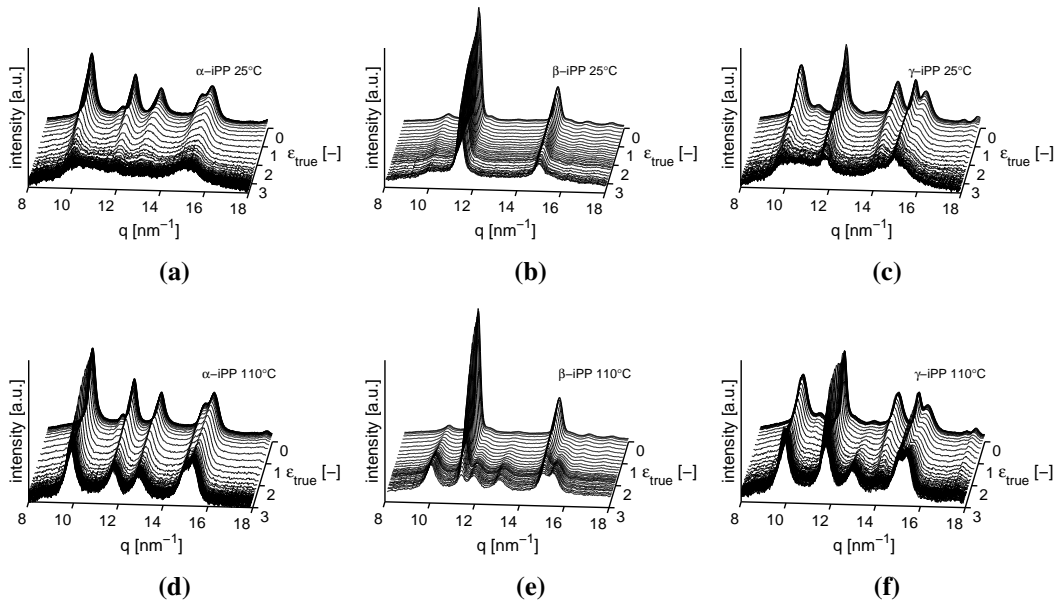 α−iPP 25°C
intensity [a.u.]
0
1
2
3
ε_true [−]
8 10 12 14 16 18
q [nm⁻¹]
(a)
β−iPP 25°C
intensity [a.u.]
0
1
2
3
ε_true [−]
8 10 12 14 16 18
q [nm⁻¹]
(b)
γ−iPP 25°C
intensity [a.u.]
0
1
2
3
ε_true [−]
8 10 12 14 16 18
q [nm⁻¹]
(c)
α−iPP 110°C
intensity [a.u.]
0
1
2
3
ε_true [−]
8 10 12 14 16 18
q [nm⁻¹]
(d)
β−iPP 110°C
intensity [a.u.]
0
1
2
3
ε_true [−]
8 10 12 14 16 18
q [nm⁻¹]
(e)
γ−iPP 110°C
intensity [a.u.]
0
1
2
3
ε_true [−]
8 10 12 14 16 18
q [nm⁻¹]
(f)